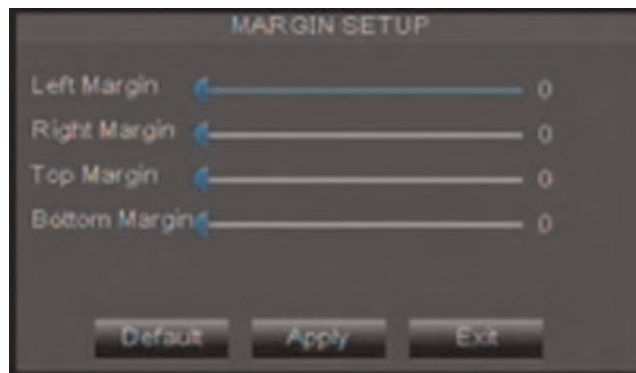 MARGIN SETUP
Left Margin 0
Right Margin 0
Top Margin 0
Bottom Margin 0
Default Apply Exit